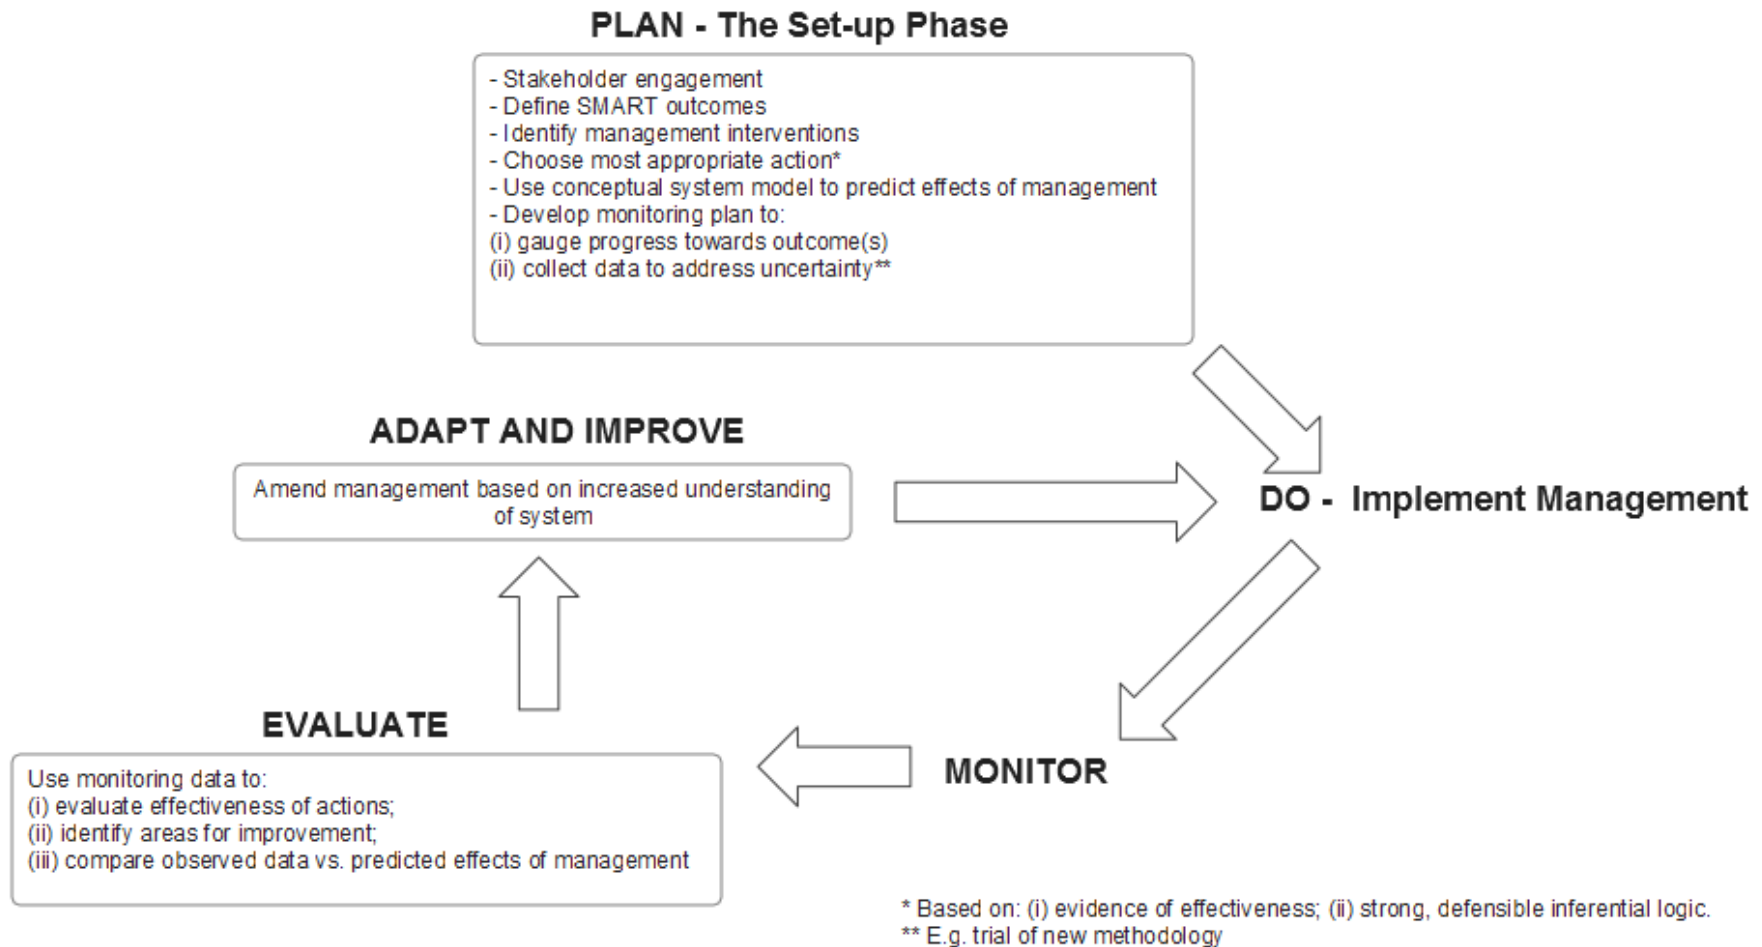 PLAN - The Set-up Phase
- Stakeholder engagement
- Define SMART outcomes
- Identify management interventions
- Choose most appropriate action*
- Use conceptual system model to predict effects of management
- Develop monitoring plan to:
(i) gauge progress towards outcome(s)
(ii) collect data to address uncertainty**
ADAPT AND IMPROVE
Amend management based on increased understanding
of system
DO - Implement Management
MONITOR
EVALUATE
Use monitoring data to:
(i) evaluate effectiveness of actions;
(ii) identify areas for improvement;
(iii) compare observed data vs. predicted effects of management
* Based on: (i) evidence of effectiveness; (ii) strong, defensible inferential logic.
** E.g. trial of new methodology